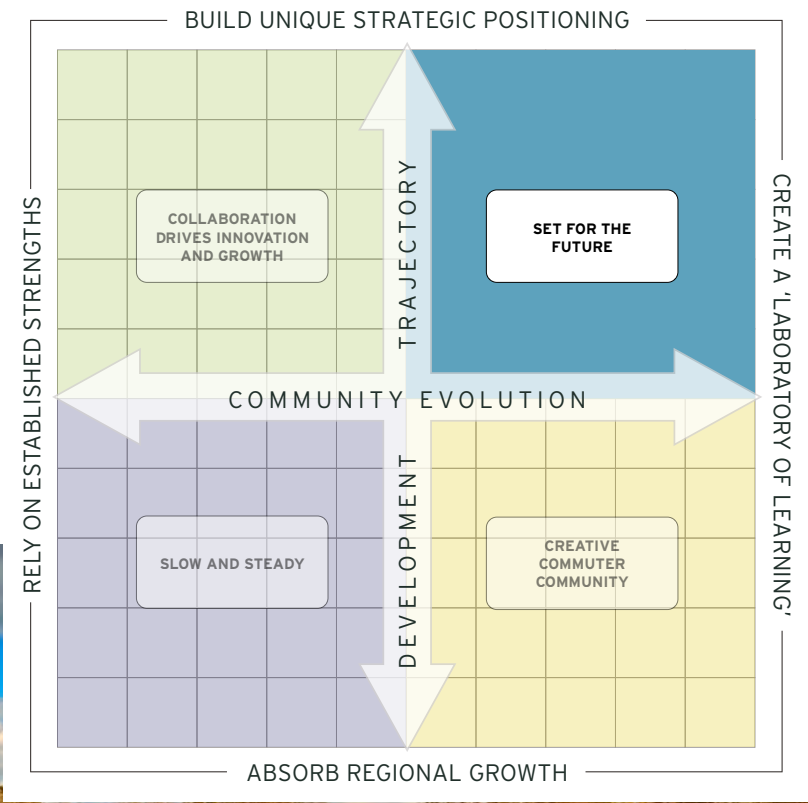 BUILD UNIQUE STRATEGIC POSITIONING
RELY ON ESTABLISHED STRENGTHS
CREATE A 'LABORATORY OF LEARNING'
TRAJECTORY
COLLABORATION
DRIVES INNOVATION
AND GROWTH
SET FOR THE
FUTURE
COMMUNITY EVOLUTION
DEVELOPMENT
SLOW AND STEADY
CREATIVE
COMMUTER
COMMUNITY
ABSORB REGIONAL GROWTH